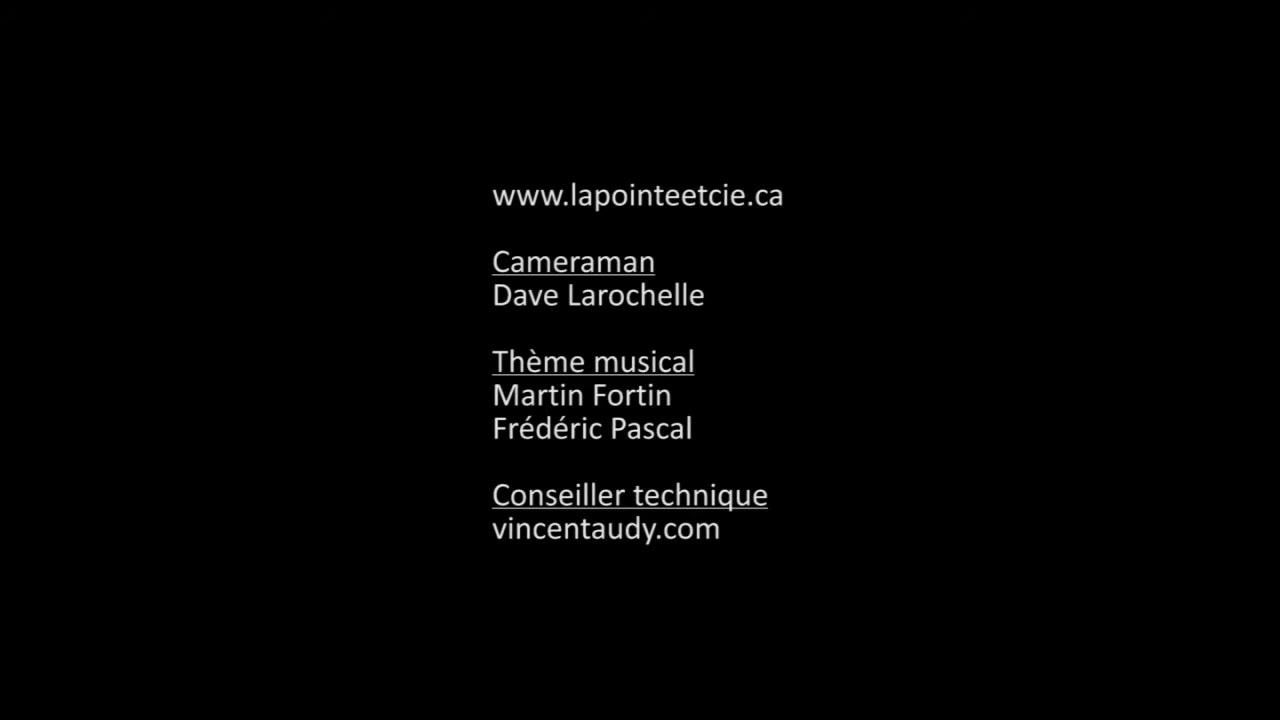 www.lapointeetcie.ca
Cameraman
Dave Larochelle
Thème musical
Martin Fortin
Frédéric Pascal
Conseiller technique
vincentaudy.com